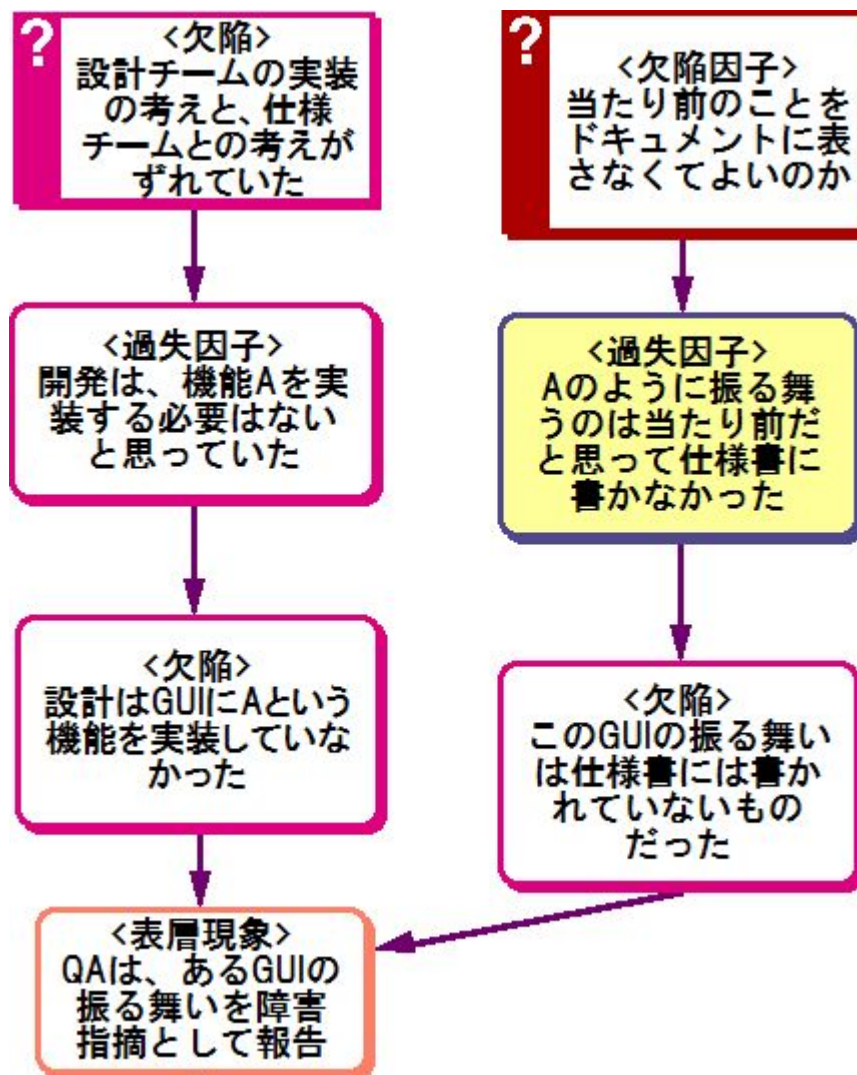 ?
<欠陥>
設計チームの実装
の考えと、仕様
チームとの考えが
ずれていた
<過失因子>
開発は、機能Aを実
装する必要はない
と思っていた
<欠陥>
設計はGUIにAという
機能を実装していな
かった
<表層現象>
QAは、あるGUIの
振る舞いを障害
指摘として報告
?
<欠陥因子>
当たり前のことを
ドキュメントに表
さなくてよいのか
<過失因子>
Aのように振る舞
うのは当たり前だ
と思って仕様書に
書かなかった
<欠陥>
このGUIの振る舞い
は仕様書には書か
れていないもの
だった